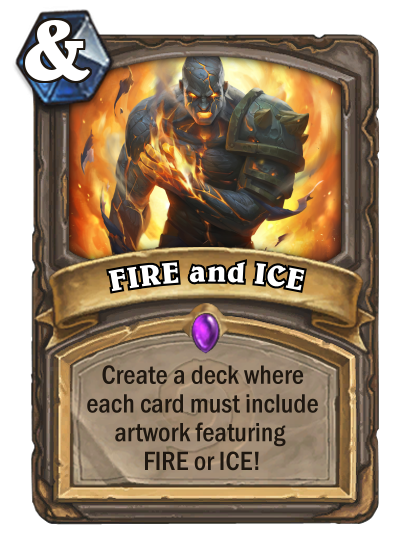 &
FIRE and ICE
Create a deck where
each card must include
artwork featuring
FIRE or ICE!